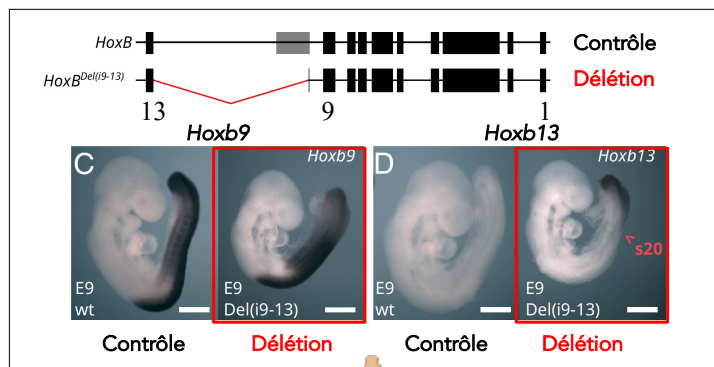 HoxB
Contrôle
HoxB^Del(i9-13)
Délétion
13 9 1
Hoxb9 Hoxb13
C Hoxb9 D Hoxb13
s20
E9 E9 E9 E9
wt Del(i9-13) wt Del(i9-13)
Contrôle Délétion Contrôle Délétion